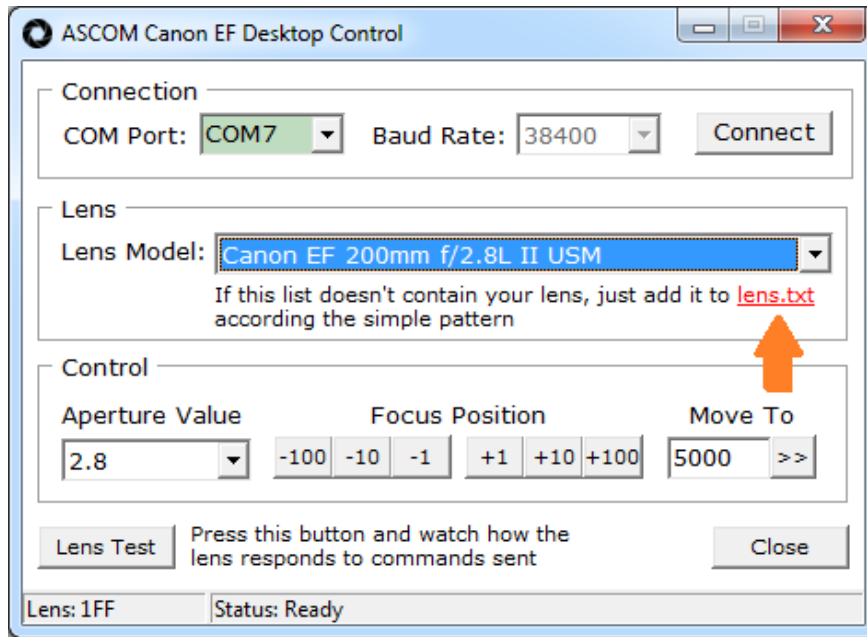 ASCOM Canon EF Desktop Control
Connection
COM Port: COM7 Baud Rate: 38400 Connect
Lens
Lens Model: Canon EF 200mm f/2.8L II USM
If this list doesn't contain your lens, just add it to lens.txt
according the simple pattern
Control
Aperture Value Focus Position Move To
2.8 -100 -10 -1 +1 +10 +100 5000 >>
Lens Test Press this button and watch how the
lens responds to commands sent Close
Lens: 1FF Status: Ready